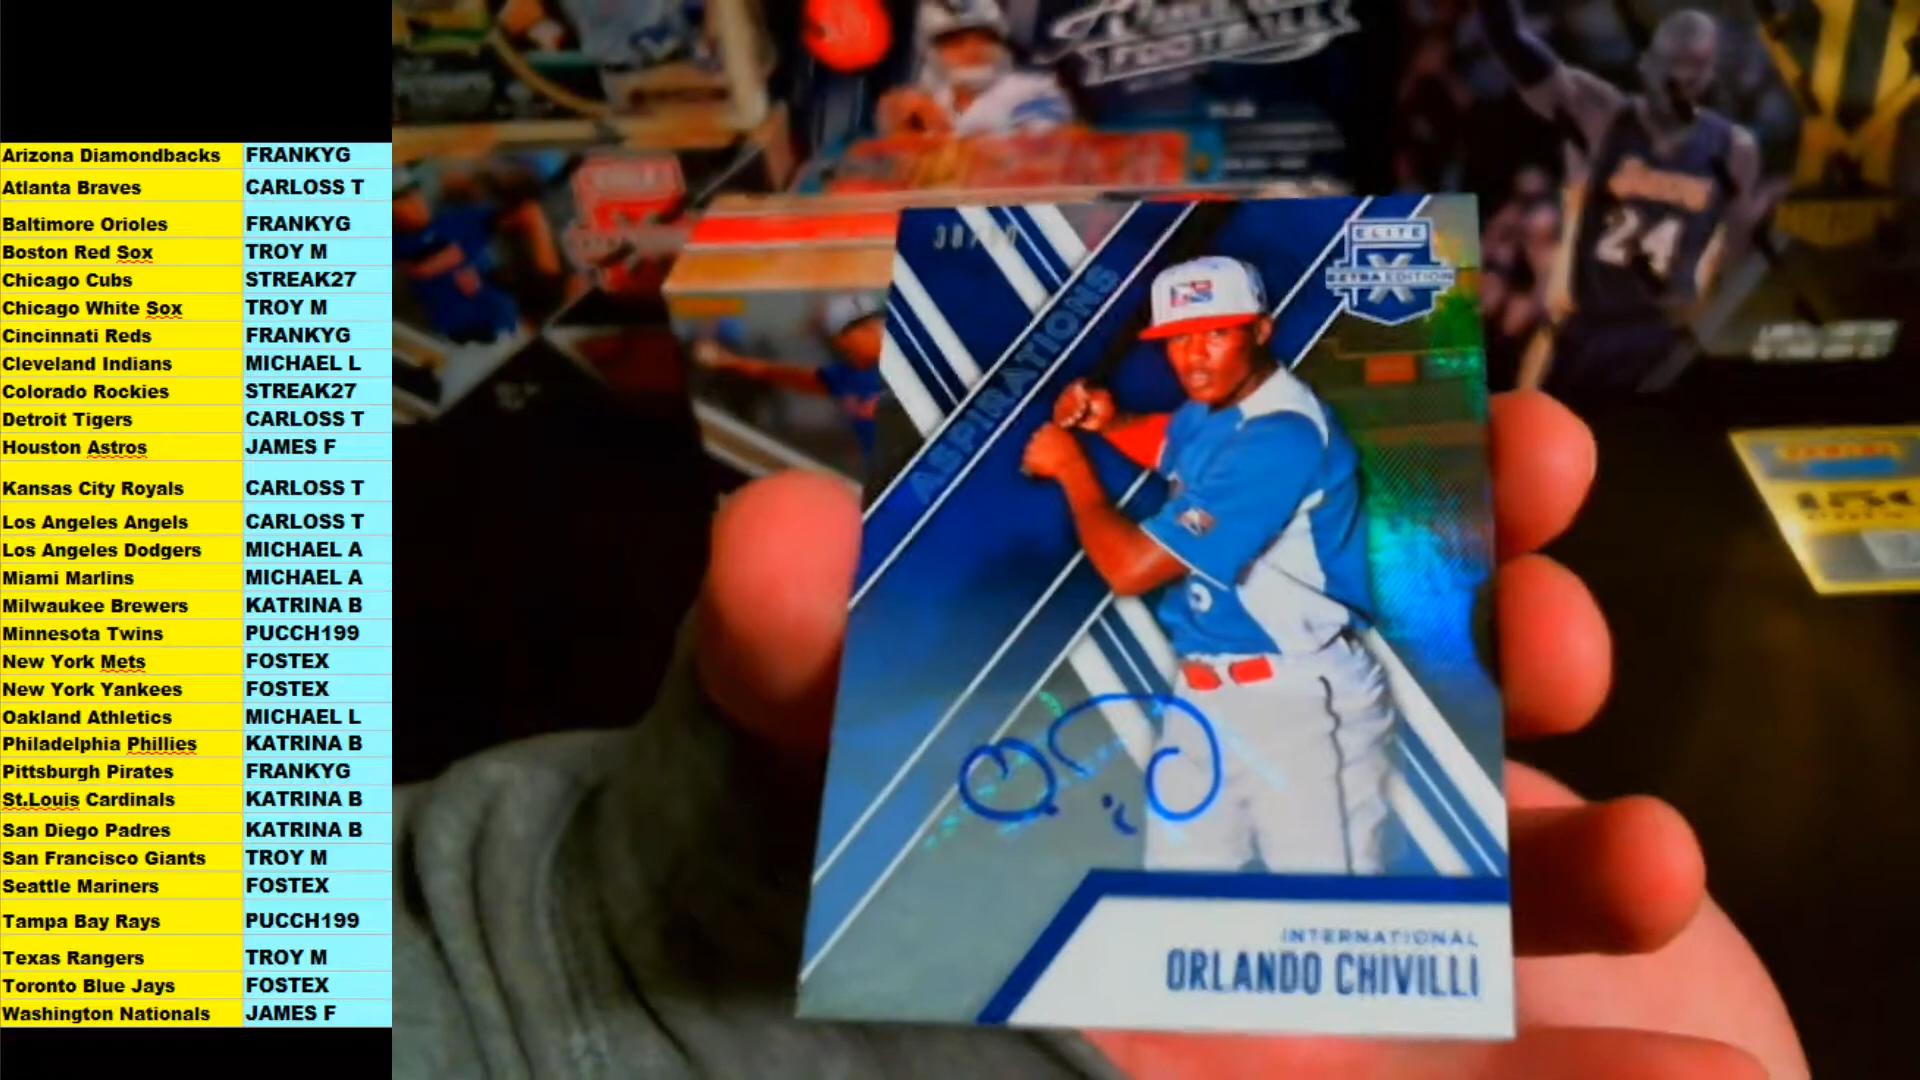 Arizona Diamondbacks FRANKYG
Atlanta Braves CARLOSS T
Baltimore Orioles FRANKYG
Boston Red Sox TROY M
Chicago Cubs STREAK27
Chicago White Sox TROY M
Cincinnati Reds FRANKYG
Cleveland Indians MICHAEL L
Colorado Rockies STREAK27
Detroit Tigers CARLOSS T
Houston Astros JAMES F
Kansas City Royals CARLOSS T
Los Angeles Angels CARLOSS T
Los Angeles Dodgers MICHAEL A
Miami Marlins MICHAEL A
Milwaukee Brewers KATRINA B
Minnesota Twins PUCCH199
New York Mets FOSTEX
New York Yankees FOSTEX
Oakland Athletics MICHAEL L
Philadelphia Phillies KATRINA B
Pittsburgh Pirates FRANKYG
St.Louis Cardinals KATRINA B
San Diego Padres KATRINA B
San Francisco Giants TROY M
Seattle Mariners FOSTEX
Tampa Bay Rays PUCCH199
Texas Rangers TROY M
Toronto Blue Jays FOSTEX
Washington Nationals JAMES F
FOOTBALL
24
ELITE
EXTRA EDITION
X
ASPIRATIONS
INTERNATIONAL
ORLANDO CHIVILLI